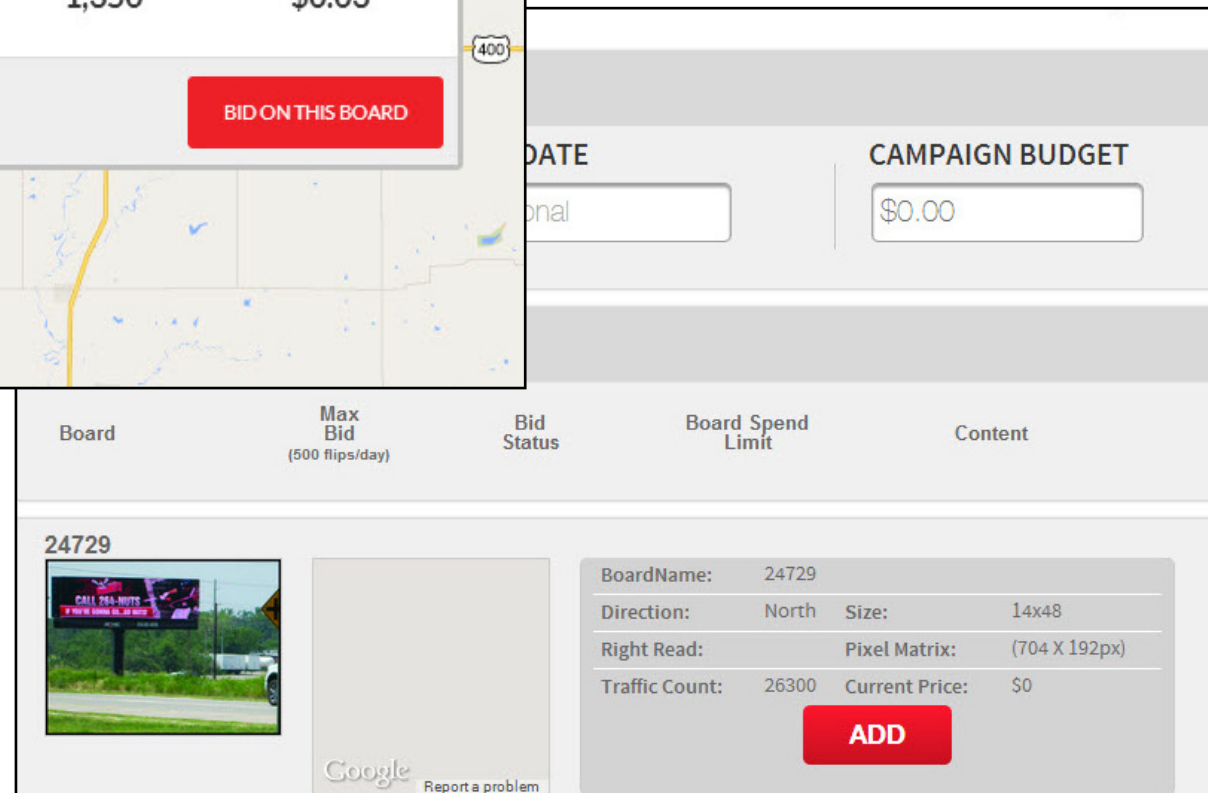 400
BID ON THIS BOARD
DATE
CAMPAIGN BUDGET
$0.00
Board
Max
Bid
(500 flips/day)
Bid
Status
Board Spend
Limit
Content
24729
CALL 264-NUTS
BoardName: 24729
Direction: North Size: 14x48
Right Read: Pixel Matrix: (704 X 192px)
Traffic Count: 26300 Current Price: $0
ADD
Google
Report a problem